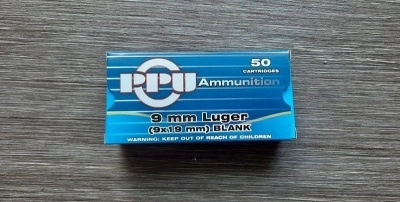 50
CARTRIDGES
PPU Ammunition
9 mm Luger
(9x19 mm) BLANK
WARNING: KEEP OUT OF REACH OF CHILDREN